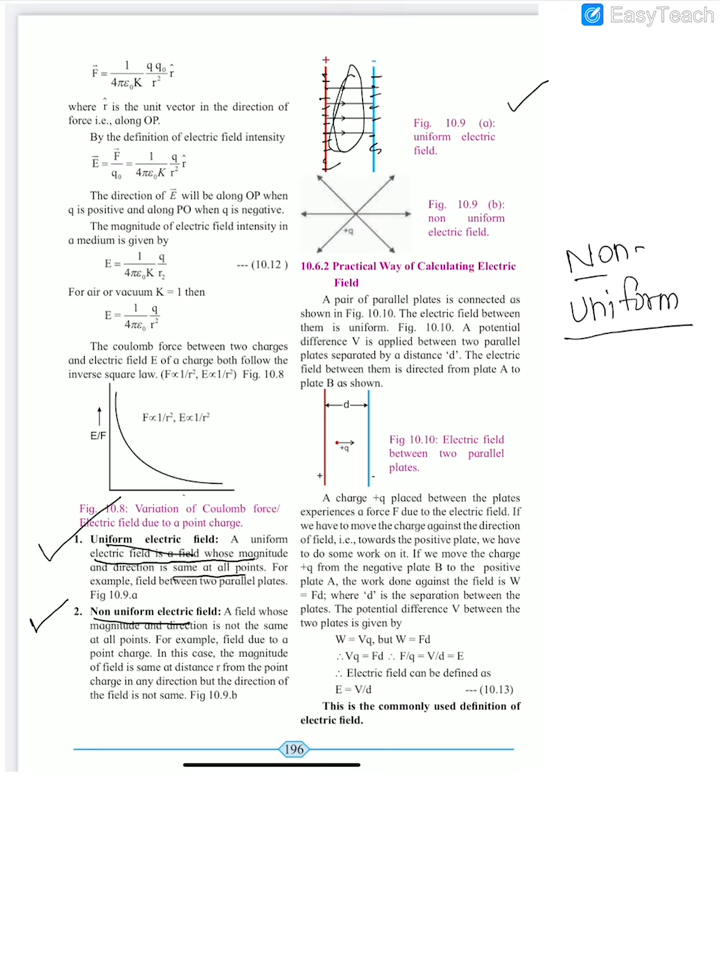 EasyTeach
F⃗ = 1/4πε₀K qq₀/r² r̂
where r̂ is the unit vector in the direction of
force i.e., along OP.
By the definition of electric field intensity
E⃗ = F⃗/q₀ = 1/4πε₀K q/r² r̂
The direction of E⃗ will be along OP when
q is positive and along PO when q is negative.
The magnitude of electric field intensity in
a medium is given by
E = 1/4πε₀K q/r₂ --- (10.12 )
For air or vacuum K = 1 then
E = 1/4πε₀ q/r²
The coulomb force between two charges
and electric field E of a charge both follow the
inverse square law. (F∝1/r², E∝1/r²) Fig. 10.8
F∝1/r², E∝1/r²
E/F
Fig. 10.8: Variation of Coulomb force/
Electric field due to a point charge.
1. Uniform electric field: A uniform
electric field is a field whose magnitude
and direction is same at all points. For
example, field between two parallel plates.
Fig 10.9.a
2. Non uniform electric field: A field whose
magnitude and direction is not the same
at all points. For example, field due to a
point charge. In this case, the magnitude
of field is same at distance r from the point
charge in any direction but the direction of
the field is not same. Fig 10.9.b
+ -
Fig. 10.9 (a):
uniform electric
field.
+q
Fig. 10.9 (b):
non uniform
electric field.
10.6.2 Practical Way of Calculating Electric
Field
A pair of parallel plates is connected as
shown in Fig. 10.10. The electric field between
them is uniform. Fig. 10.10. A potential
difference V is applied between two parallel
plates separated by a distance ‘d’. The electric
field between them is directed from plate A to
plate B as shown.
d
+q
+ -
Fig 10.10: Electric field
between two parallel
plates.
A charge +q placed between the plates
experiences a force F due to the electric field. If
we have to move the charge against the direction
of field, i.e., towards the positive plate, we have
to do some work on it. If we move the charge
+q from the negative plate B to the positive
plate A, the work done against the field is W
= Fd; where ‘d’ is the separation between the
plates. The potential difference V between the
two plates is given by
W = Vq, but W = Fd
∴Vq = Fd ∴ F/q = V/d = E
∴ Electric field can be defined as
E = V/d --- (10.13)
This is the commonly used definition of
electric field.
196
Non-
Uniform